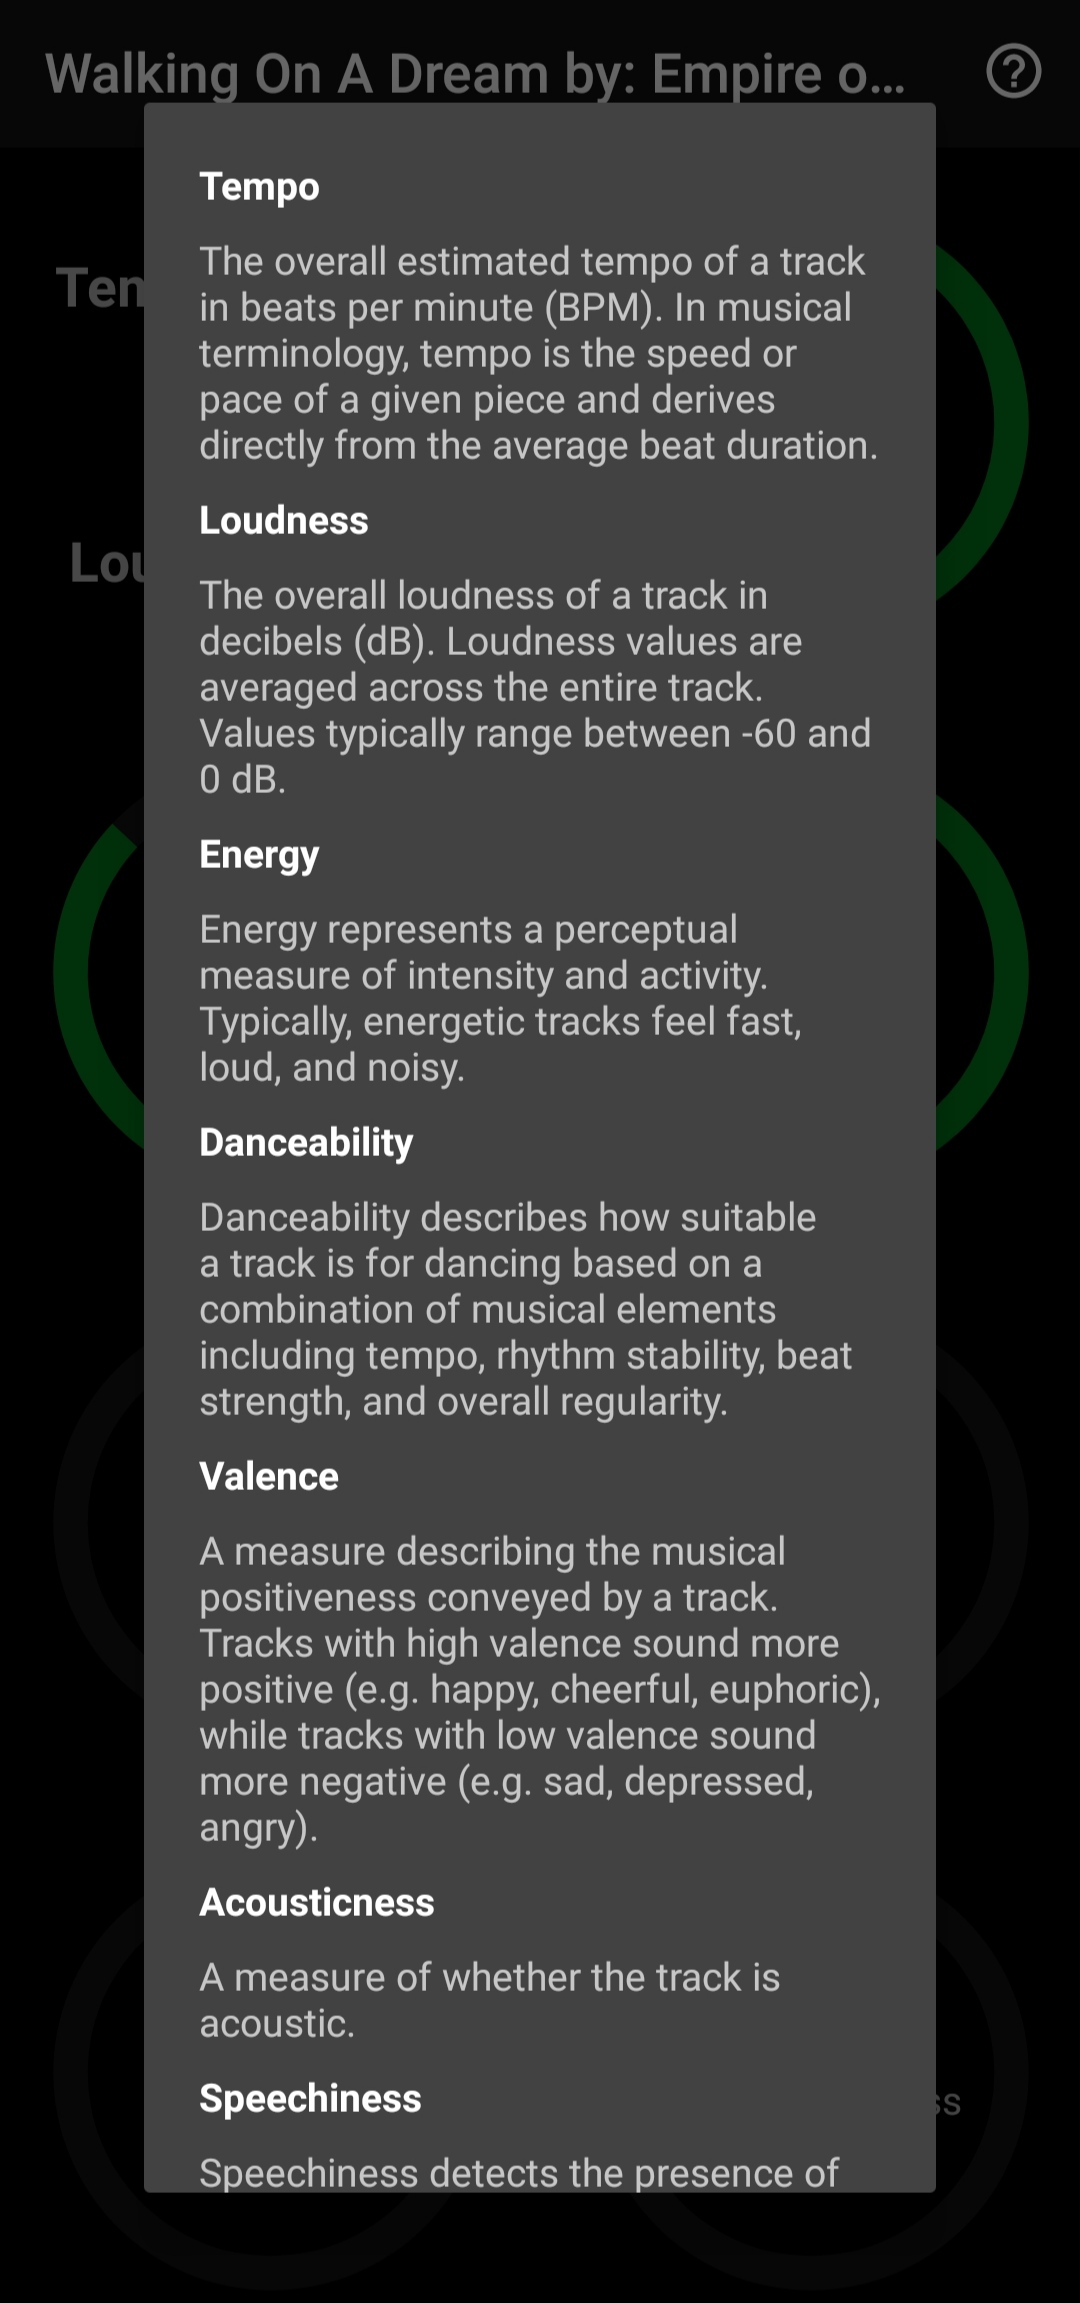 Walking On A Dream by: Empire o...
Tempo
The overall estimated tempo of a track
in beats per minute (BPM). In musical
terminology, tempo is the speed or
pace of a given piece and derives
directly from the average beat duration.
Loudness
The overall loudness of a track in
decibels (dB). Loudness values are
averaged across the entire track.
Values typically range between -60 and
0 dB.
Energy
Energy represents a perceptual
measure of intensity and activity.
Typically, energetic tracks feel fast,
loud, and noisy.
Danceability
Danceability describes how suitable
a track is for dancing based on a
combination of musical elements
including tempo, rhythm stability, beat
strength, and overall regularity.
Valence
A measure describing the musical
positiveness conveyed by a track.
Tracks with high valence sound more
positive (e.g. happy, cheerful, euphoric),
while tracks with low valence sound
more negative (e.g. sad, depressed,
angry).
Acousticness
A measure of whether the track is
acoustic.
Speechiness
Speechiness detects the presence of